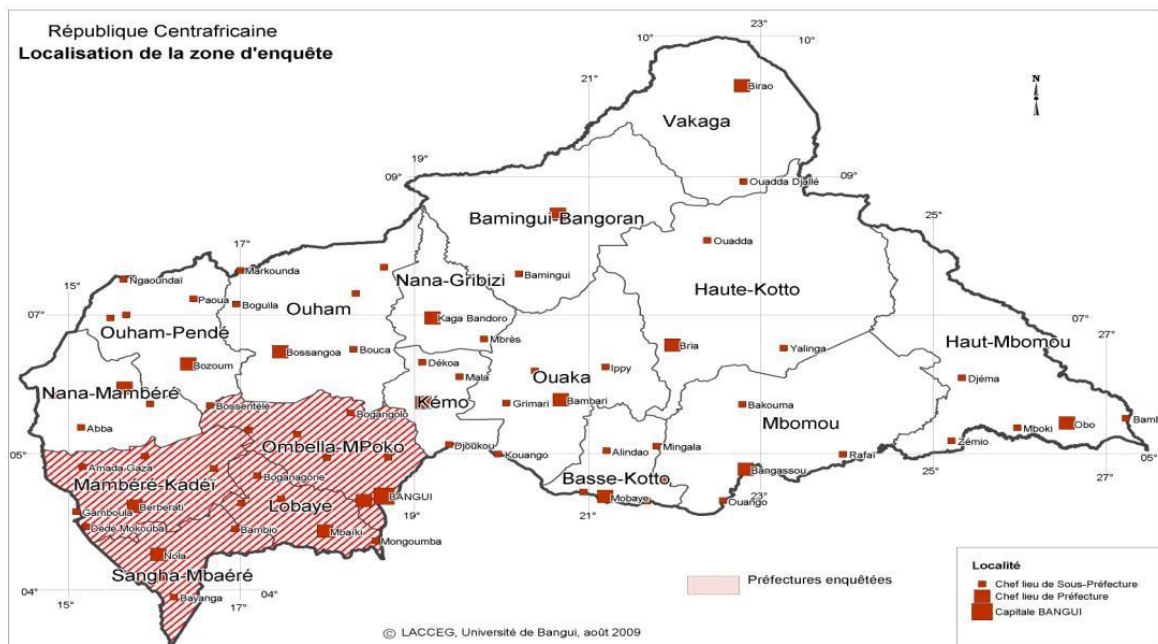 République Centrafricaine
Localisation de la zone d'enquête
23°
10°
10°
N
21°
Birao
Vakaga
19°
09°
Ouadda Djallé
09°
Bamingui-Bangoran
25°
17°
Ouadda
Markounda
Bamingui
Ngaoundaï
Nana-Gribizi
15°
Haute-Kotto
Paoua
Boguila
Ouham
07°
Kaga Bandoro
07°
27°
Ouham-Pendé
Mbrès
Haut-Mbomou
Bossangoa
Bouca
Bria
Yalinga
Bozoum
Dékoa
Ippy
Mala
Ouaka
Djéma
Nana-Mambéré
Kémo
Grimari
Bambari
Bakouma
Bossentélé
Bogangolo
Mbomou
Abba
Mboki
Obo
Bamb
Ombella-MPoko
Djoukou
Mingala
Zémio
05°
Kouango
Alindao
Rafaï
05°
Amada Gaza
Bangassou
25°
27°
Boganagone
Basse-Kotto
Mambéré-Kadéï
BANGUI
Mobaye
23°
Berberati
Lobaye
Ouango
Gamboula
19°
21°
Dédé Mokouba
Bambio
Mbaïki
Mongoumba
Nola
Sangha-Mbaéré
Localité
Préfectures enquêtées
Chef lieu de Sous-Préfecture
04°
15°
17°
04°
Bayanga
Chef lieu de Préfecture
Capitale BANGUI
© LACCEG, Université de Bangui, août 2009